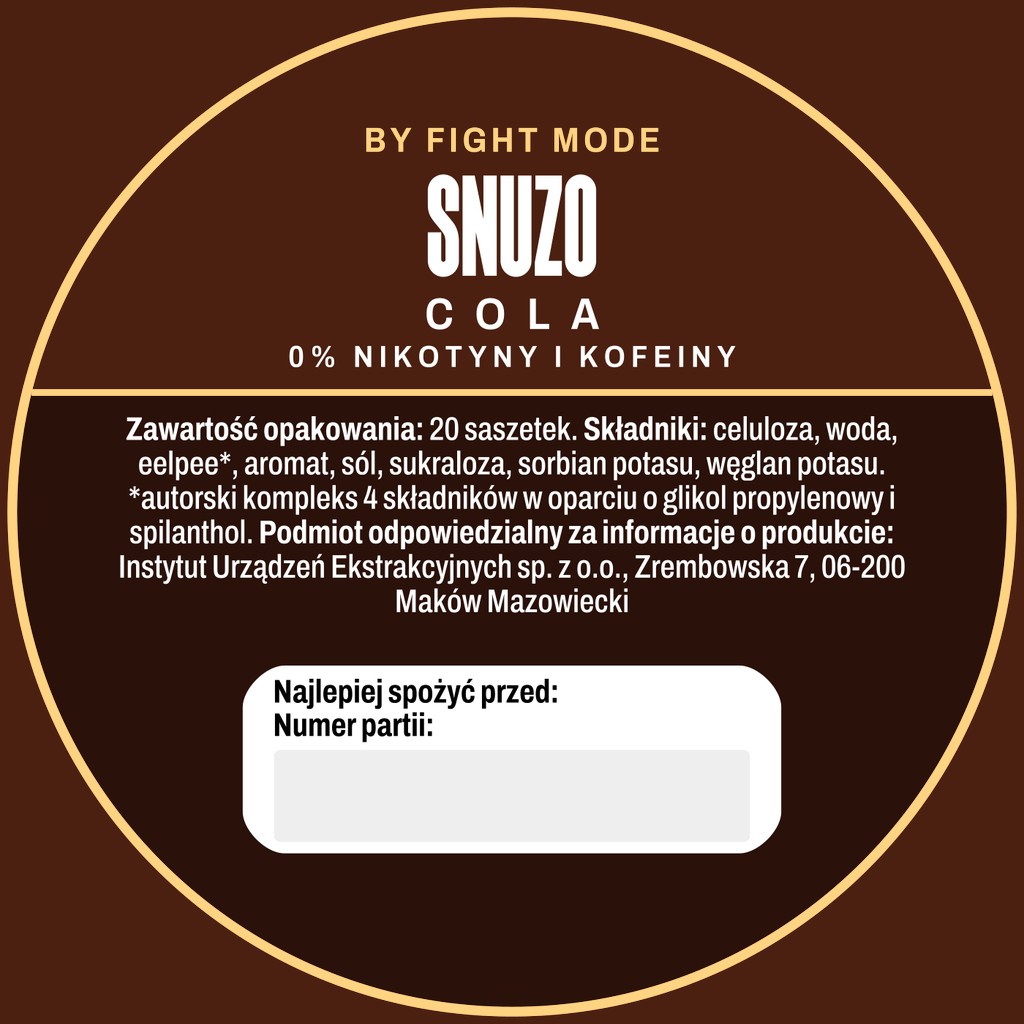 BY FIGHT MODE
SNUZO
COLA
0% NIKOTYNY I KOFEINY
Zawartość opakowania: 20 saszetek. Składniki: celuloza, woda,
eelpee*, aromat, sól, sukraloza, sorbian potasu, węglan potasu.
*autorski kompleks 4 składników w oparciu o glikol propylenowy i
spilanthol. Podmiot odpowiedzialny za informacje o produkcie:
Instytut Urządzeń Ekstrakcyjnych sp. z o.o., Zrembowska 7, 06-200
Maków Mazowiecki
Najlepiej spożyć przed:
Numer partii: